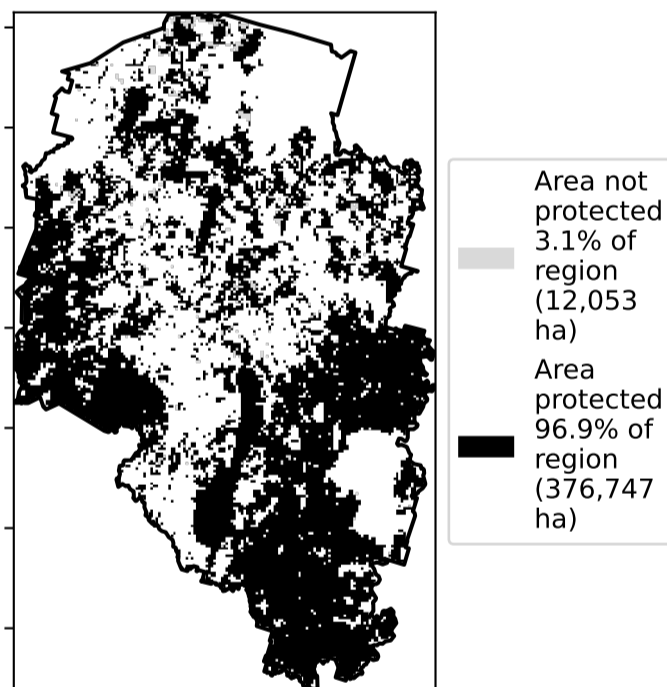 Area not
protected
3.1% of
region
(12,053
ha)
Area
protected
96.9% of
region
(376,747
ha)